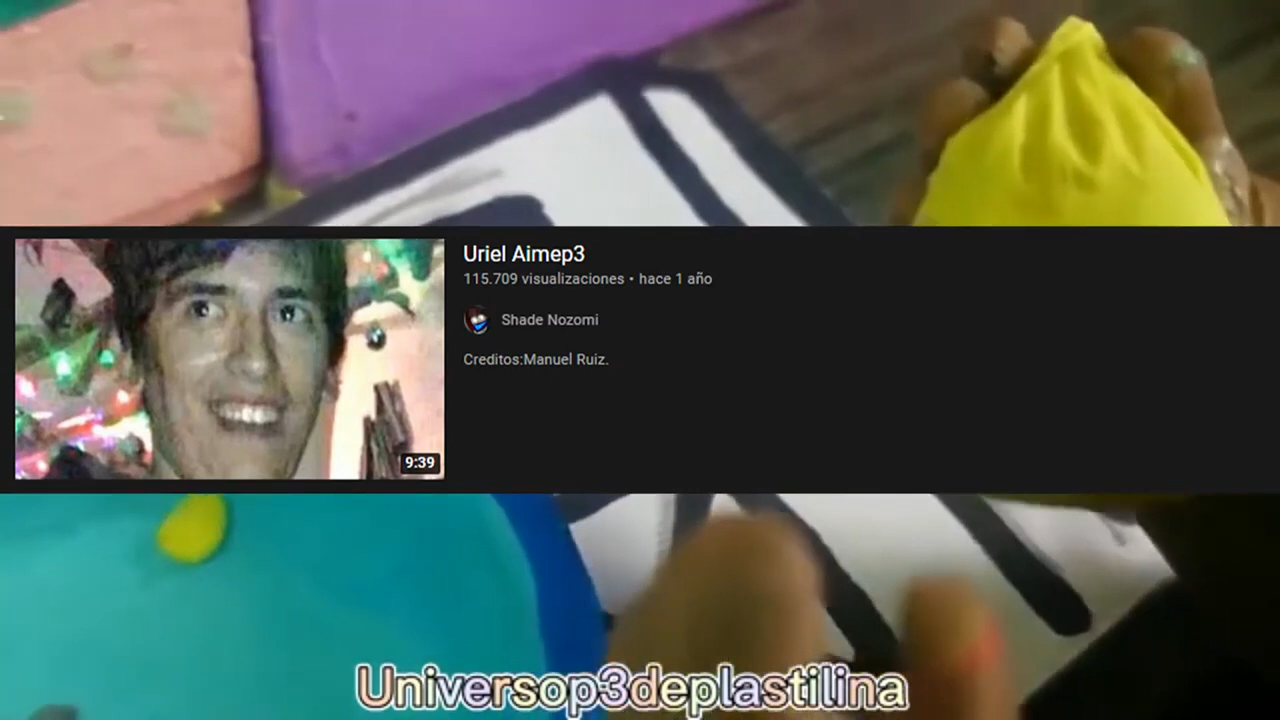 Uriel Aimep3
115.709 visualizaciones • hace 1 año
Shade Nozomi
Creditos:Manuel Ruiz.
9:39
Universop3deplastilina